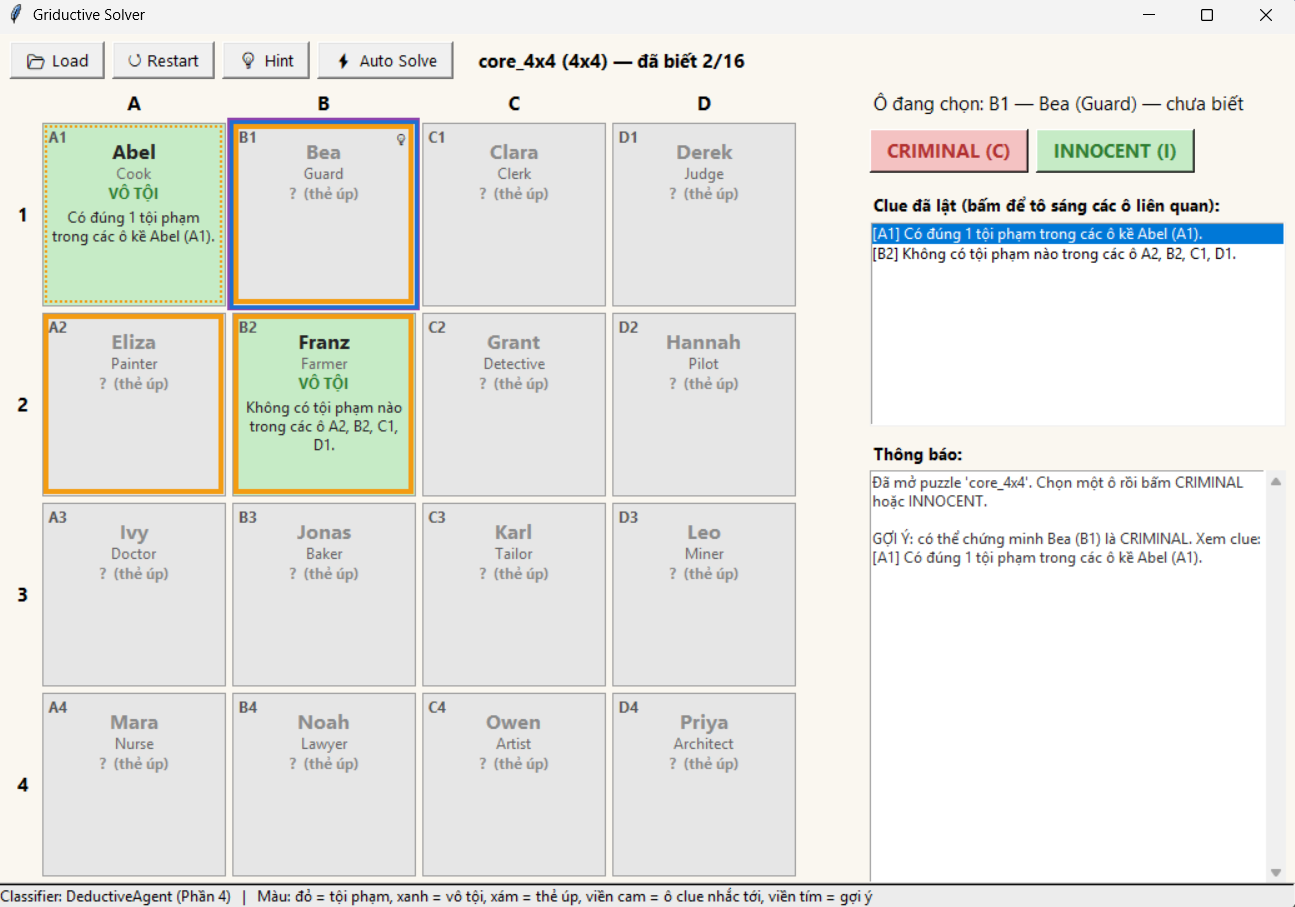 Griductive Solver
Load
Restart
Hint
Auto Solve
core_4x4 (4x4) — đã biết 2/16
A
B
C
D
Ô đang chọn: B1 — Bea (Guard) — chưa biết
CRIMINAL (C)
INNOCENT (I)
1
A1
Abel
Cook
VÔ TỘI
Có đúng 1 tội phạm
trong các ô kề Abel (A1).
B1
Bea
Guard
? (thẻ úp)
C1
Clara
Clerk
? (thẻ úp)
D1
Derek
Judge
? (thẻ úp)
2
A2
Eliza
Painter
? (thẻ úp)
B2
Franz
Farmer
VÔ TỘI
Không có tội phạm nào
trong các ô A2, B2, C1,
D1.
C2
Grant
Detective
? (thẻ úp)
D2
Hannah
Pilot
? (thẻ úp)
3
A3
Ivy
Doctor
? (thẻ úp)
B3
Jonas
Baker
? (thẻ úp)
C3
Karl
Tailor
? (thẻ úp)
D3
Leo
Miner
? (thẻ úp)
4
A4
Mara
Nurse
? (thẻ úp)
B4
Noah
Lawyer
? (thẻ úp)
C4
Owen
Artist
? (thẻ úp)
D4
Priya
Architect
? (thẻ úp)
Clue đã lật (bấm để tô sáng các ô liên quan):
[A1] Có đúng 1 tội phạm trong các ô kề Abel (A1).
[B2] Không có tội phạm nào trong các ô A2, B2, C1, D1.
Thông báo:
Đã mở puzzle 'core_4x4'. Chọn một ô rồi bấm CRIMINAL
hoặc INNOCENT.
GỢI Ý: có thể chứng minh Bea (B1) là CRIMINAL. Xem clue:
[A1] Có đúng 1 tội phạm trong các ô kề Abel (A1).
Classifier: DeductiveAgent (Phần 4) | Màu: đỏ = tội phạm, xanh = vô tội, xám = thẻ úp, viền cam = ô clue nhắc tới, viền tím = gợi ý